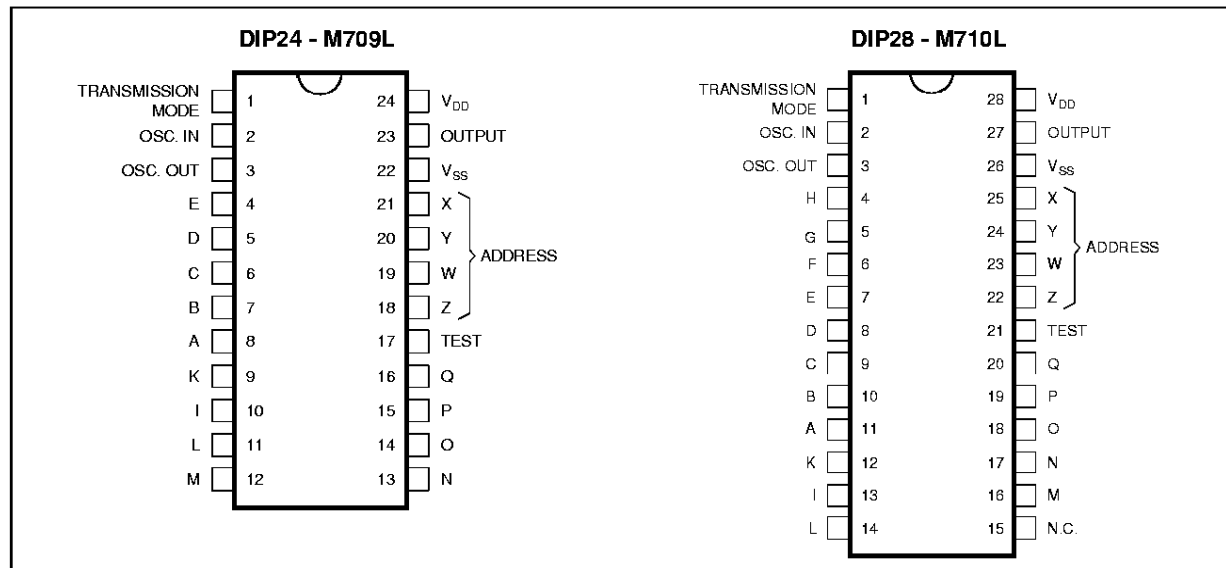 DIP24 - M709L
TRANSMISSION
MODE 1 24 VDD
OSC. IN 2 23 OUTPUT
OSC. OUT 3 22 VSS
E 4 21 X
D 5 20 Y
ADDRESS
C 6 19 W
B 7 18 Z
A 8 17 TEST
K 9 16 Q
I 10 15 P
L 11 14 O
M 12 13 N
DIP28 - M710L
TRANSMISSION
MODE 1 28 VDD
OSC. IN 2 27 OUTPUT
OSC. OUT 3 26 VSS
H 4 25 X
G 5 24 Y
ADDRESS
F 6 23 W
E 7 22 Z
D 8 21 TEST
C 9 20 Q
B 10 19 P
A 11 18 O
K 12 17 N
I 13 16 M
L 14 15 N.C.